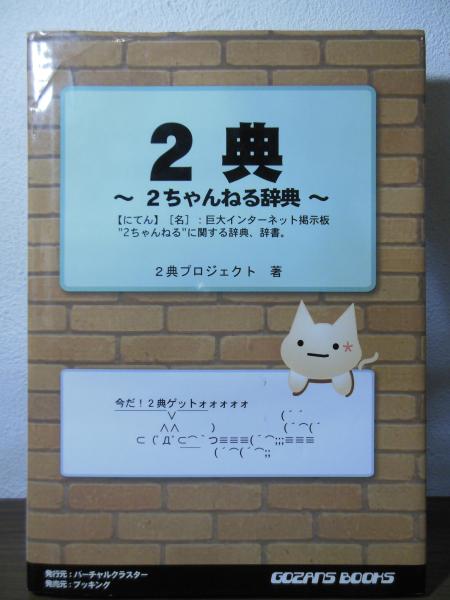 2典
～2ちゃんねる辞典～
【にてん】［名］：巨大インターネット掲示板
"2ちゃんねる"に関する辞典、辞書。
2典プロジェクト 著
今だ！2典ゲットォォォォォ
￣￣￣￣￣∨￣￣￣￣￣ (´´
∧∧ ) (´⌒(´
⊂(ﾟДﾟ⊂⌒｀つ≡≡≡(´⌒;;;≡≡≡
￣￣ (´⌒(´⌒;;
発行元：バーチャルクラスター
発売元：ブッキング
GOZANS BOOKS